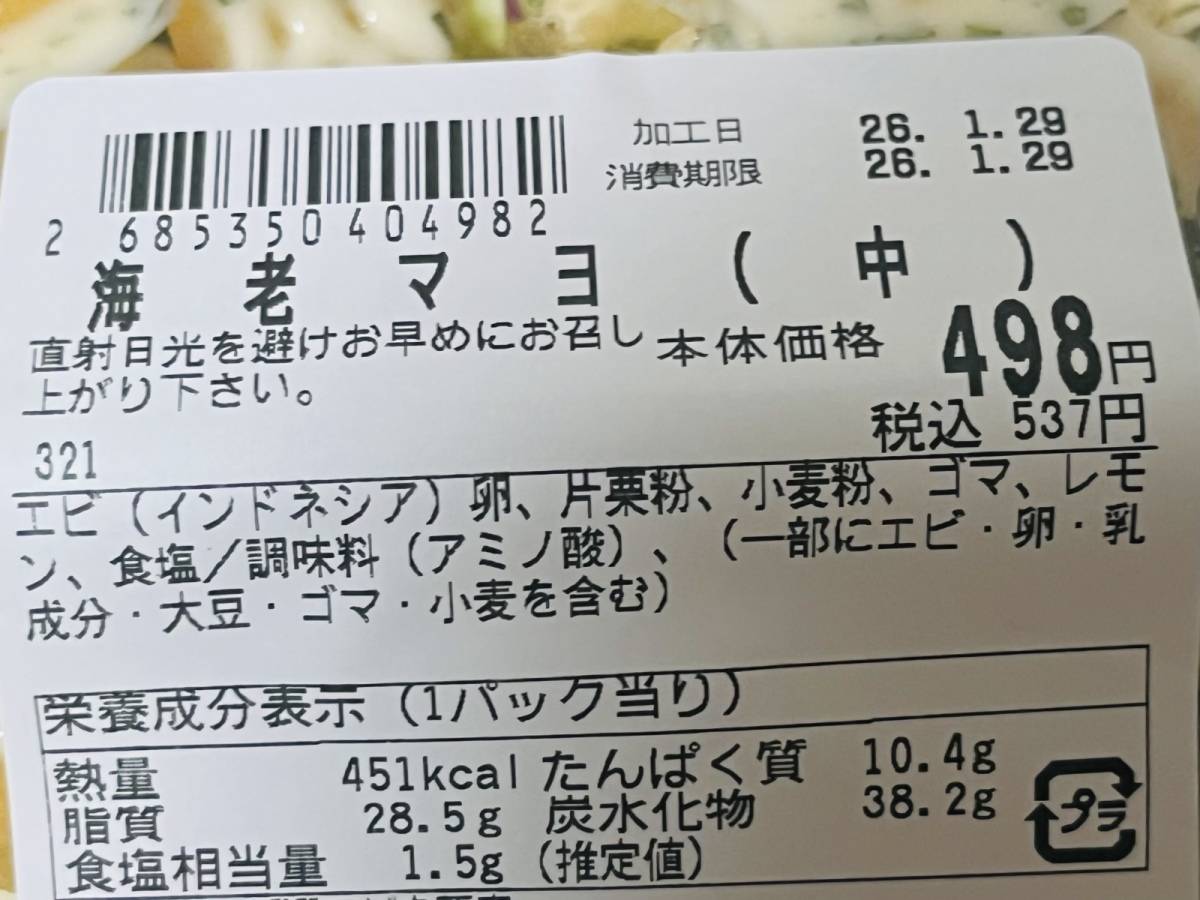 加工日 26. 1.29
消費期限 26. 1.29
2 685350 404982
海老マヨ(中)
直射日光を避けお早めにお召し
上がり下さい。
本体価格 498円
税込 537円
321
エビ(インドネシア)卵、片栗粉、小麦粉、ゴマ、レモ
ン、食塩/調味料(アミノ酸)、(一部にエビ・卵・乳
成分・大豆・ゴマ・小麦を含む)
栄養成分表示(1パック当り)
熱量 451kcal たんぱく質 10.4g
脂質 28.5g 炭水化物 38.2g
食塩相当量 1.5g (推定値)
プラ